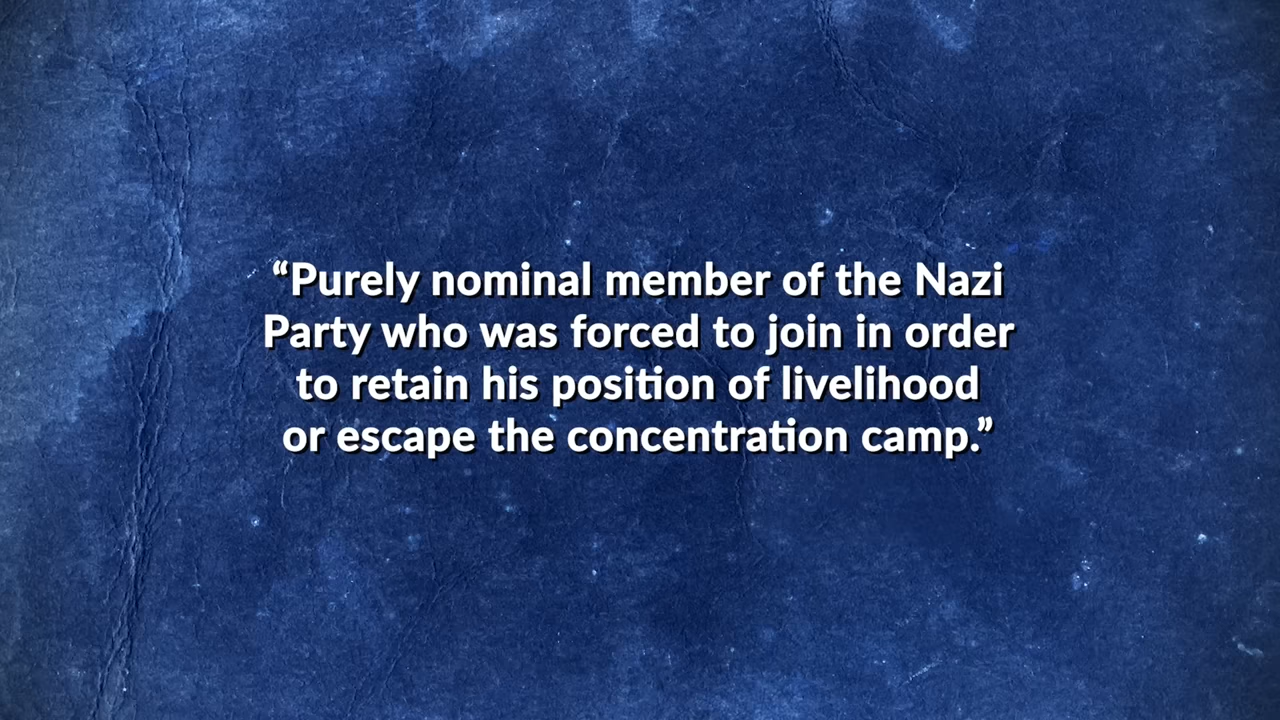 “Purely nominal member of the Nazi
Party who was forced to join in order
to retain his position of livelihood
or escape the concentration camp.”